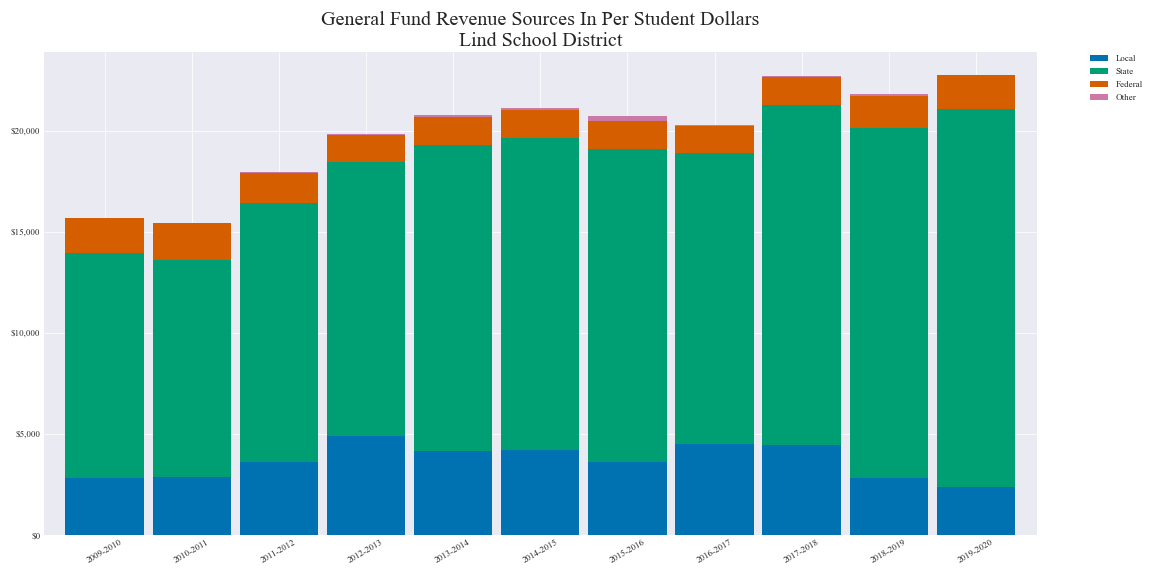 General Fund Revenue Sources In Per Student Dollars
Lind School District
Local
State
Federal
Other
$20,000
$15,000
$10,000
$5,000
$0
2009-2010
2010-2011
2011-2012
2012-2013
2013-2014
2014-2015
2015-2016
2016-2017
2017-2018
2018-2019
2019-2020